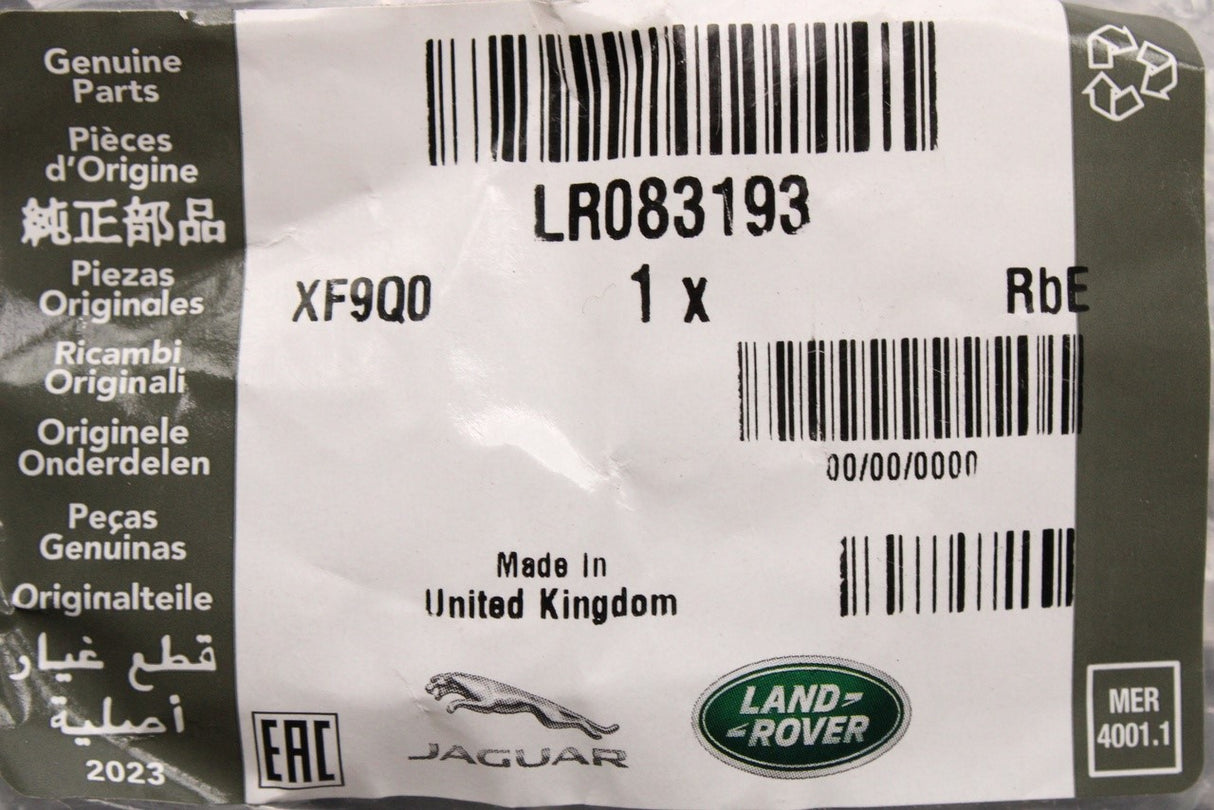 Genuine
Parts
Pièces
d'Origine
純正部品
Piezas
Originales
Ricambi
Originali
Originele
Onderdelen
Peças
Genuinas
Originalteile
قطع غيار
أصلية
2023
LR083193
XF9Q0 1 x RbE
00/00/0000
Made In
United Kingdom
EAC
JAGUAR
LAND-
-ROVER
MER
4001.1